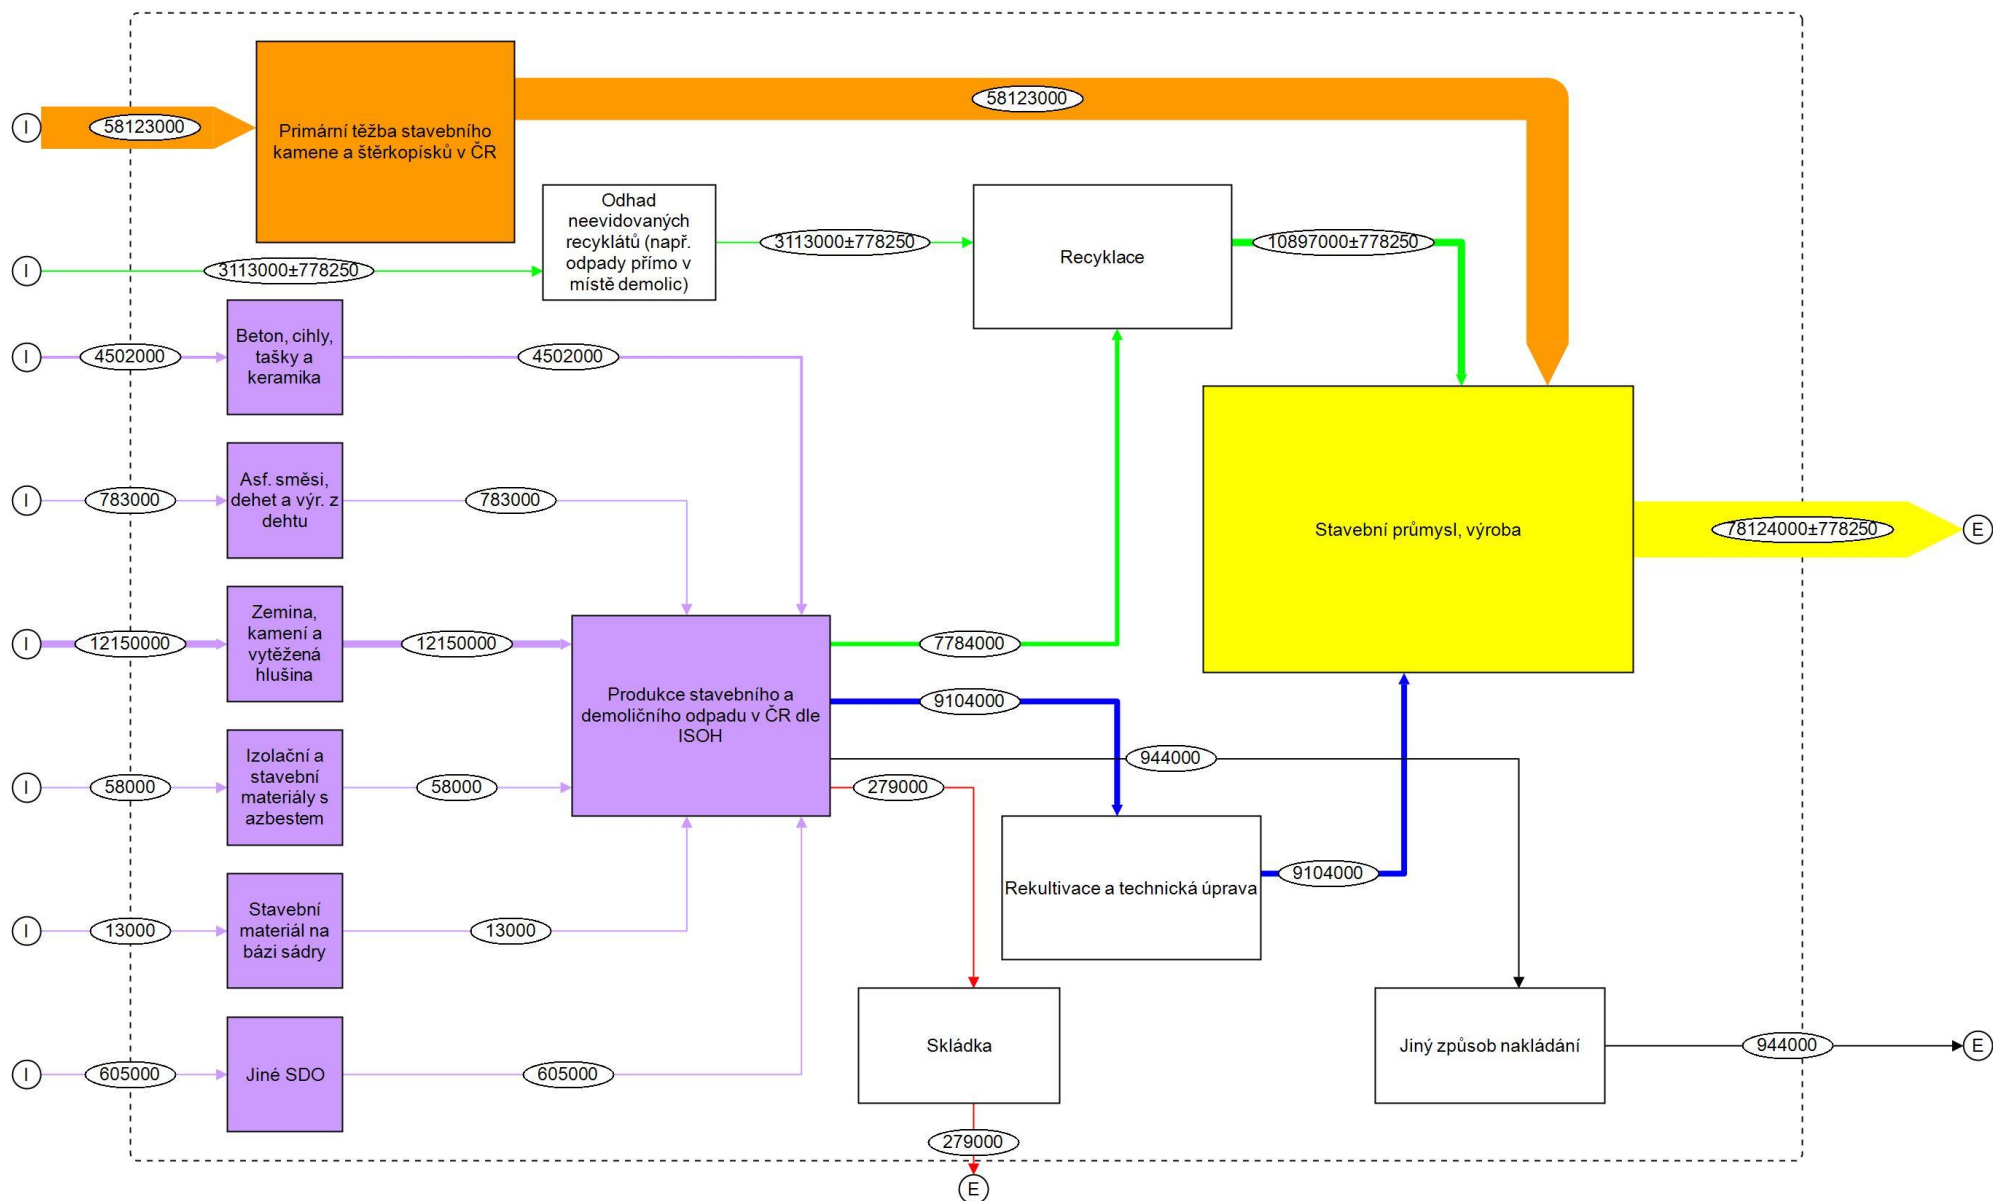 I
58123000
Primární těžba stavebního
kamene a štěrkopísků v ČR
58123000
I
3113000±778250
Odhad
neevidovaných
recyklátů (např.
odpady přímo v
místě demolic)
3113000±778250
Recyklace
10897000±778250
I
4502000
Beton, cihly,
tašky a
keramika
4502000
I
783000
Asf. směsi,
dehet a výr. z
dehtu
783000
Stavební průmysl, výroba
78124000±778250
E
I
12150000
Zemina,
kamení a
vytěžená
hlušina
12150000
Produkce stavebního a
demoličního odpadu v ČR dle
ISOH
7784000
9104000
944000
279000
I
58000
Izolační a
stavební
materiály s
azbestem
58000
Rekultivace a technická úprava
9104000
I
13000
Stavební
materiál na
bázi sádry
13000
I
605000
Jiné SDO
605000
Skládka
279000
E
Jiný způsob nakládání
944000
E